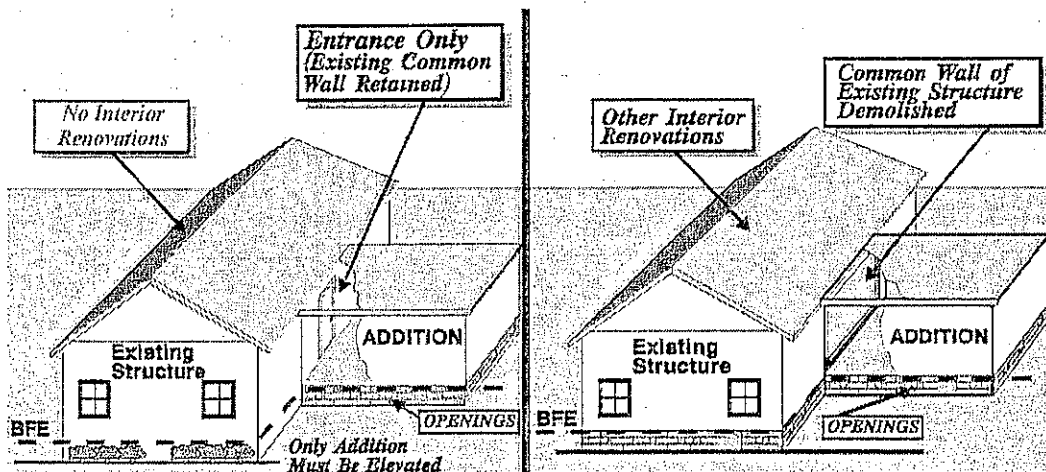 Entrance Only
(Existing Common
Wall Retained)
No Interior
Renovations
ADDITION
Existing
Structure
BFE
OPENINGS
Only Addition
Must Be Elevated
Common Wall of
Existing Structure
Demolished
Other Interior
Renovations
ADDITION
Existing
Structure
BFE
OPENINGS